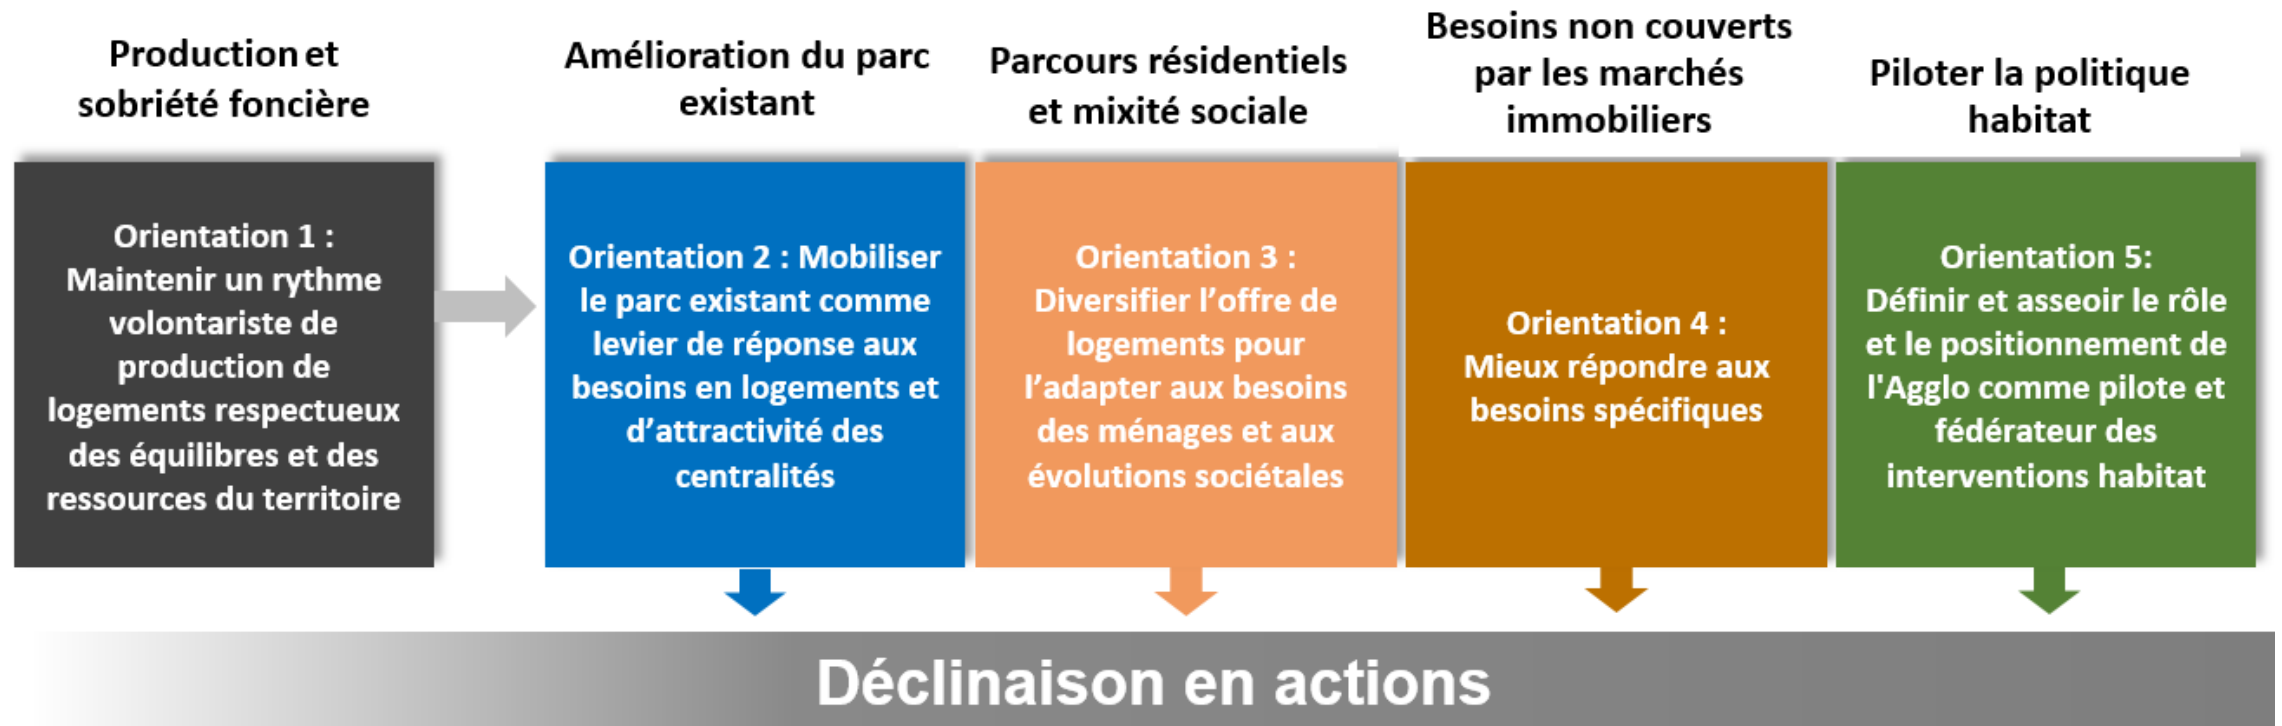 Production et
sobriété foncière
Amélioration du parc
existant
Parcours résidentiels
et mixité sociale
Besoins non couverts
par les marchés
immobiliers
Piloter la politique
habitat
Orientation 1 :
Maintenir un rythme
volontariste de
production de
logements respectueux
des équilibres et des
ressources du territoire
Orientation 2 : Mobiliser
le parc existant comme
levier de réponse aux
besoins en logements et
d’attractivité des
centralités
Orientation 3 :
Diversifier l’offre de
logements pour
l’adapter aux besoins
des ménages et aux
évolutions sociétales
Orientation 4 :
Mieux répondre aux
besoins spécifiques
Orientation 5:
Définir et asseoir le rôle
et le positionnement de
l'Agglo comme pilote et
fédérateur des
interventions habitat
Déclinaison en actions